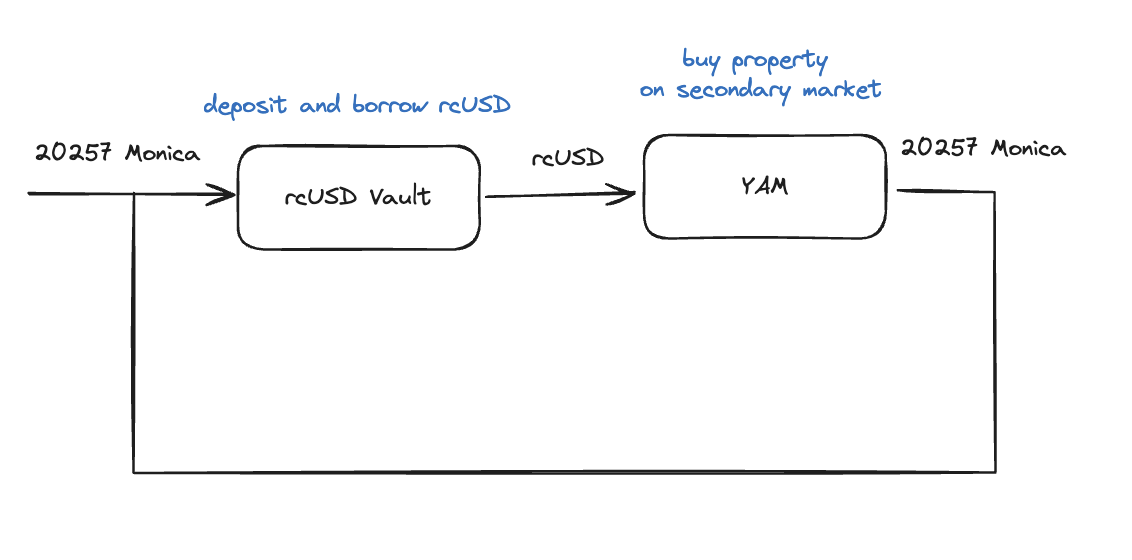 buy property
on secondary market
deposit and borrow rcUSD
20257 Monica
rcUSD
20257 Monica
rcUSD Vault
YAM